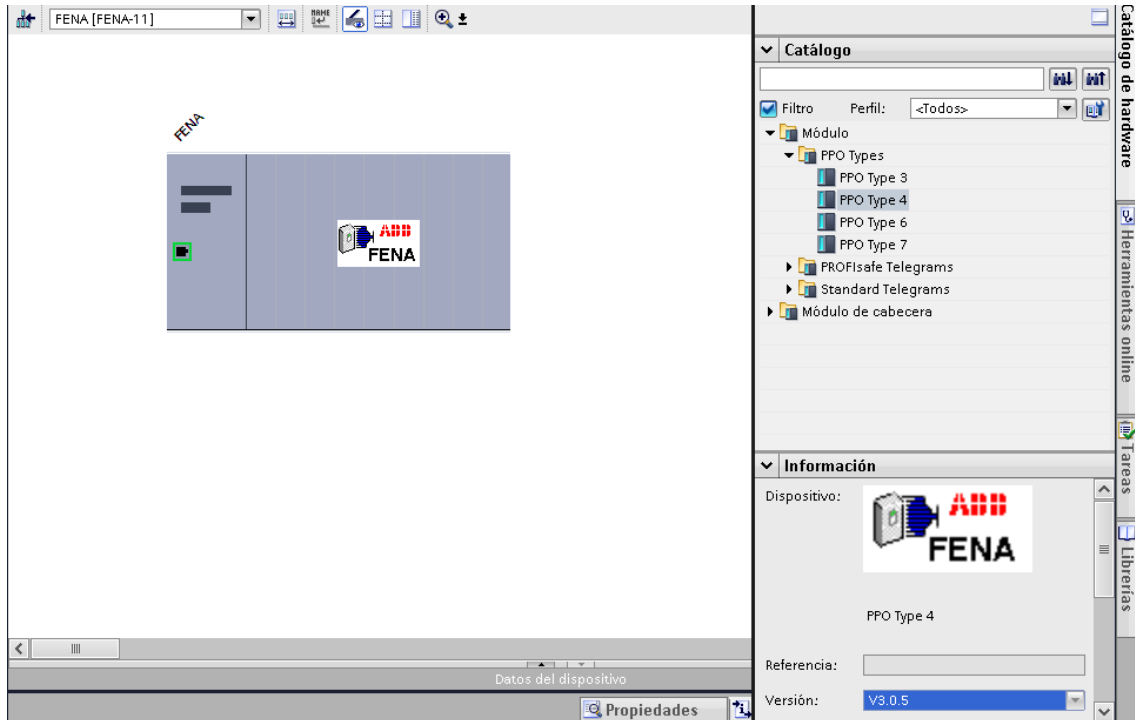 FENA [FENA-11]
NAME
FENA
ABB
FENA
Datos del dispositivo
Propiedades
Catálogo
Filtro Perfil: <Todos>
Módulo
PPO Types
PPO Type 3
PPO Type 4
PPO Type 6
PPO Type 7
PROFIsafe Telegrams
Standard Telegrams
Módulo de cabecera
Información
Dispositivo:
ABB
FENA
PPO Type 4
Referencia:
Versión: V3.0.5
Catálogo de hardware
Herramientas online
Tareas
Librerías